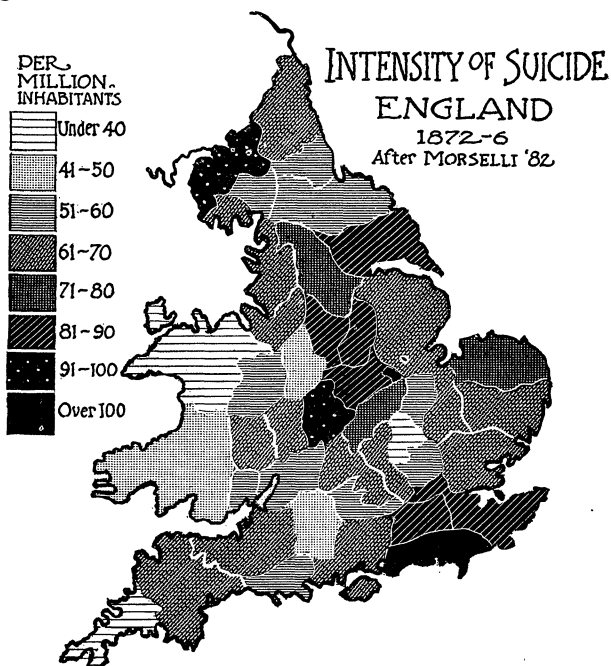 INTENSITY OF SUICIDE
ENGLAND
1872-6
After MORSELLI '82
PER
MILLION
INHABITANTS
Under 40
41-50
51-60
61-70
71-80
81-90
91-100
Over 100